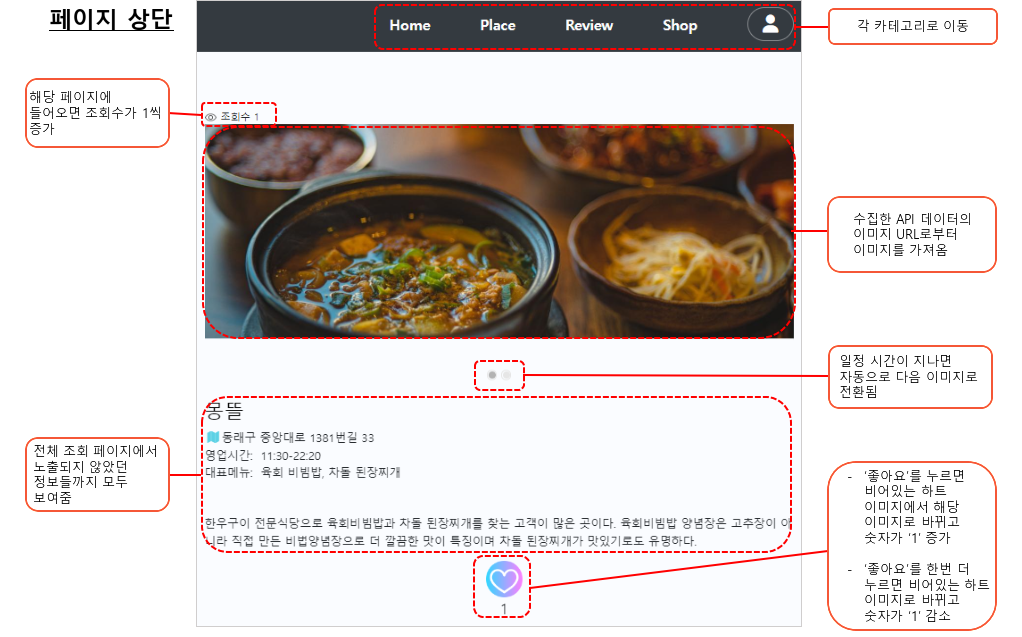 페이지 상단
Home Place Review Shop
각 카테고리로 이동
해당 페이지에
들어오면 조회수가 1씩
증가
조회수 1
수집한 API 데이터의
이미지 URL로부터
이미지를 가져옴
일정 시간이 지나면
자동으로 다음 이미지로
전환됨
몽뜰
동래구 중앙대로 1381번길 33
영업시간: 11:30-22:20
대표메뉴: 육회 비빔밥, 차돌 된장찌개
전체 조회 페이지에서
노출되지 않았던
정보들까지 모두
보여줌
한우구이 전문식당으로 육회비빔밥과 차돌 된장찌개를 찾는 고객이 많은 곳이다. 육회비빔밥 양념장은 고추장이 아
니라 직접 만든 비법양념장으로 더 깔끔한 맛이 특징이며 차돌 된장찌개가 맛있기로도 유명하다.
1
- '좋아요'를 누르면
비어있는 하트
이미지에서 해당
이미지로 바뀌고
숫자가 '1' 증가
- '좋아요'를 한번 더
누르면 비어있는 하트
이미지로 바뀌고
숫자가 '1' 감소